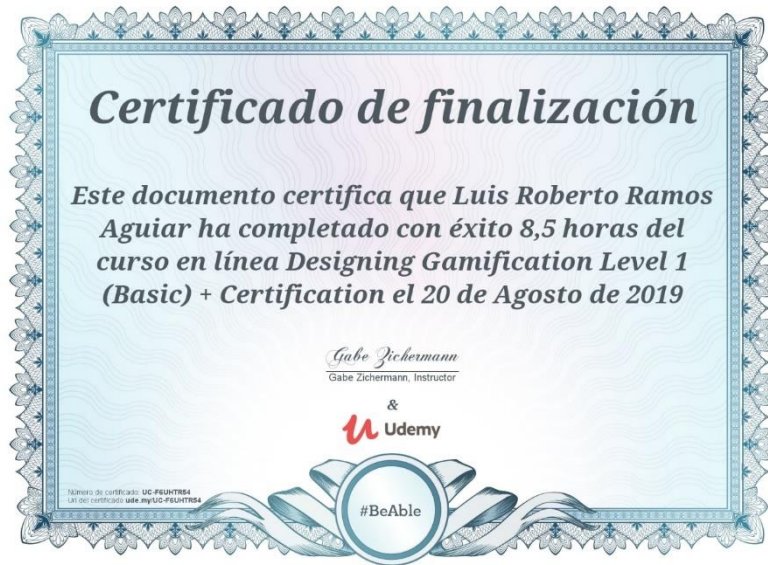 Certificado de finalización
Este documento certifica que Luis Roberto Ramos
Aguiar ha completado con éxito 8,5 horas del
curso en línea Designing Gamification Level 1
(Basic) + Certification el 20 de Agosto de 2019
Gabe Zichermann
Gabe Zichermann, Instructor
&
Udemy
Número de certificado: UC-F6UHTR54
Url del certificado: ude.my/UC-F6UHTR54
#BeAble